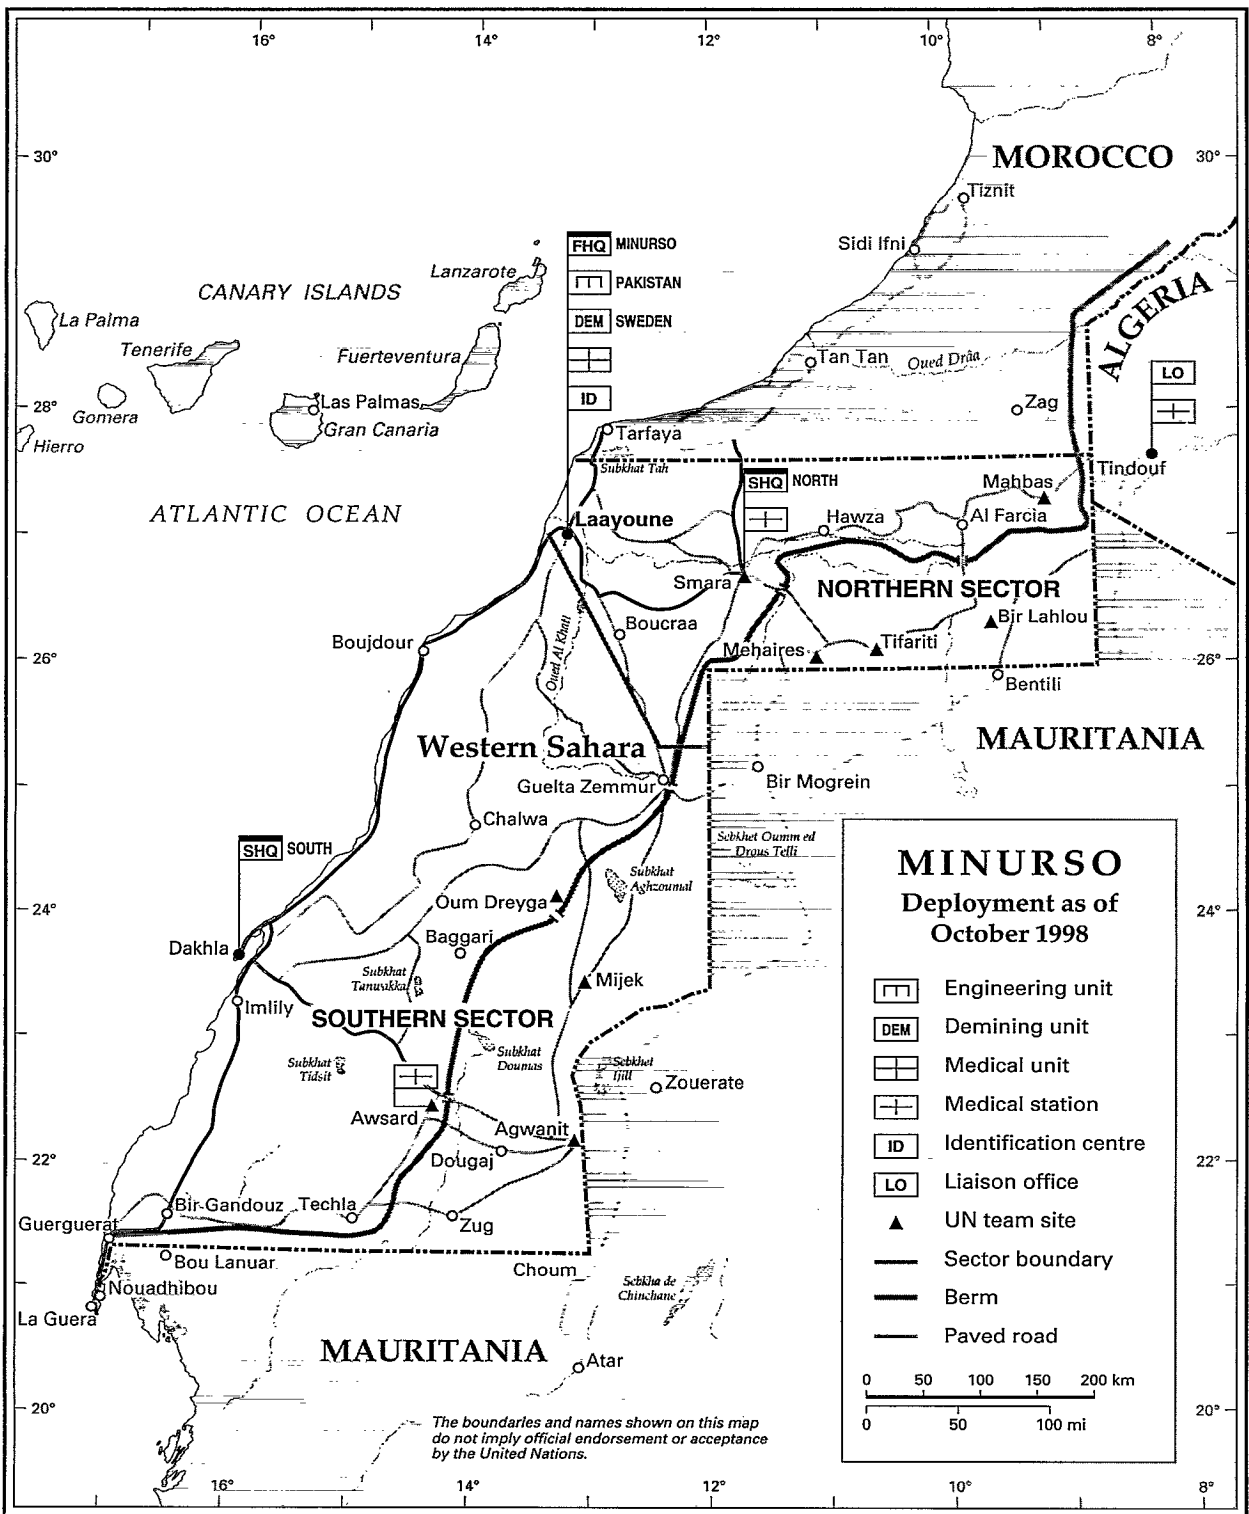 16°
14°
12°
10°
8°
30°
MOROCCO
30°
Tiznit
Sidi Ifni
FHQ MINURSO
PAKISTAN
DEM SWEDEN
ID
Lanzarote
CANARY ISLANDS
La Palma
Tenerife
Fuerteventura
Gomera
Las Palmas
Gran Canaria
Hierro
28°
ALGERIA
Tan Tan
Oued Drâa
LO
Zag
Tarfaya
Subkhat Tah
Tindouf
SHQ NORTH
Mahbas
ATLANTIC OCEAN
Laayoune
Hawza
Al Farcia
Smara
NORTHERN SECTOR
Boucraa
Bir Lahlou
Oued Al Khatt
Boujdour
Mehaires
Tifariti
26°
26°
Bentili
Western Sahara
MAURITANIA
Guelta Zemmur
Bir Mogrein
Chalwa
SHQ SOUTH
Sebkhet Oumm ed
Drous Telli
Subkhat
Aghzoumal
Oum Dreyga
24°
24°
Baggari
Dakhla
Subkhat
Tanuakka
Mijek
Imlily
SOUTHERN SECTOR
Subkhat
Tidsit
Subkhat
Doumas
Sebkhet
Ijill
Zouerate
Awsard
Agwanit
Dougaj
22°
22°
Bir-Gandouz
Techla
Zug
Guerguerat
Bou Lanuar
Choum
Nouadhibou
La Guera
Sebkha de
Chinchane
MAURITANIA
Atar
20°
20°
The boundaries and names shown on this map
do not imply official endorsement or acceptance
by the United Nations.
MINURSO
Deployment as of
October 1998
Engineering unit
DEM Demining unit
Medical unit
Medical station
ID Identification centre
LO Liaison office
UN team site
Sector boundary
Berm
Paved road
0 50 100 150 200 km
0 50 100 mi
16°
14°
12°
10°
8°